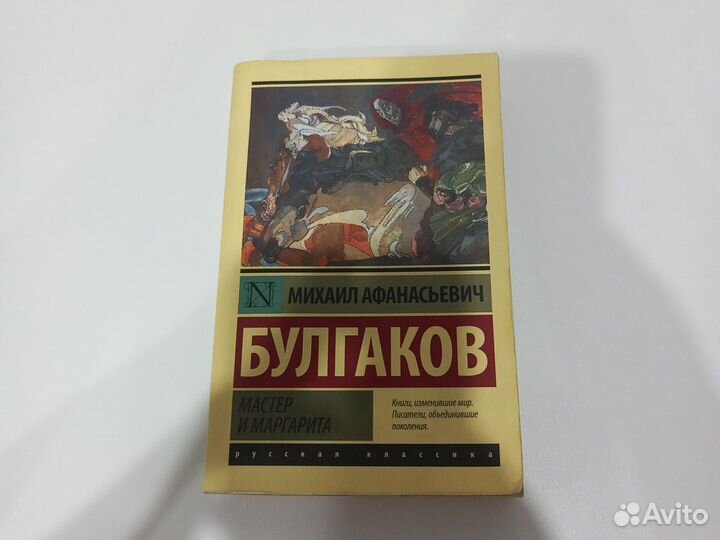 N
МИХАИЛ АФАНАСЬЕВИЧ
БУЛГАКОВ
МАСТЕР
И МАРГАРИТА
Книги, изменившие мир.
Писатели, объединившие
поколения.
русская классика
Avito